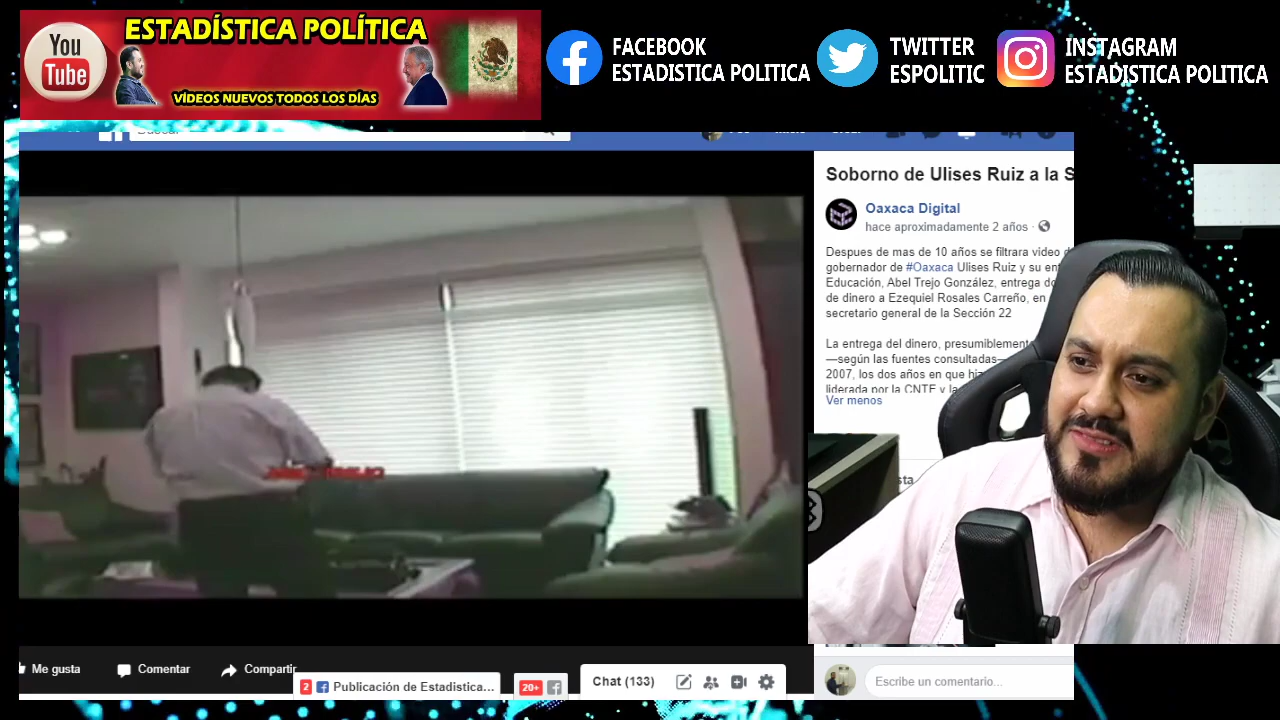 You
Tube
ESTADÍSTICA POLÍTICA
VÍDEOS NUEVOS TODOS LOS DÍAS
FACEBOOK
ESTADISTICA POLITICA
TWITTER
ESPOLITIC
INSTAGRAM
ESTADISTICA POLITICA
Soborno de Ulises Ruiz a la S
Oaxaca Digital
hace aproximadamente 2 años ·
Despues de mas de 10 años se filtrara video d
gobernador de #Oaxaca Ulises Ruiz y su en
Educación, Abel Trejo González, entrega do
de dinero a Ezequiel Rosales Carreño, en
secretario general de la Sección 22
La entrega del dinero, presumiblement
—según las fuentes consultadas—
2007, los dos años en que hi
liderada por la CNTE y la
Ver menos
Me gusta
Comentar
Compartir
2 Publicación de Estadistica...
20+
Chat (133)
Escribe un comentario...